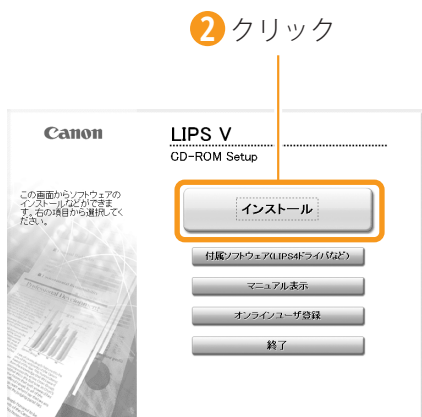 2 クリック
Canon
LIPS V
CD-ROM Setup
この画面からソフトウェアの
インストールなどができま
す。右の項目から選択してく
ださい。
インストール
付属ソフトウェア(LIPS4ドライバなど)
マニュアル表示
オンラインユーザ登録
終了